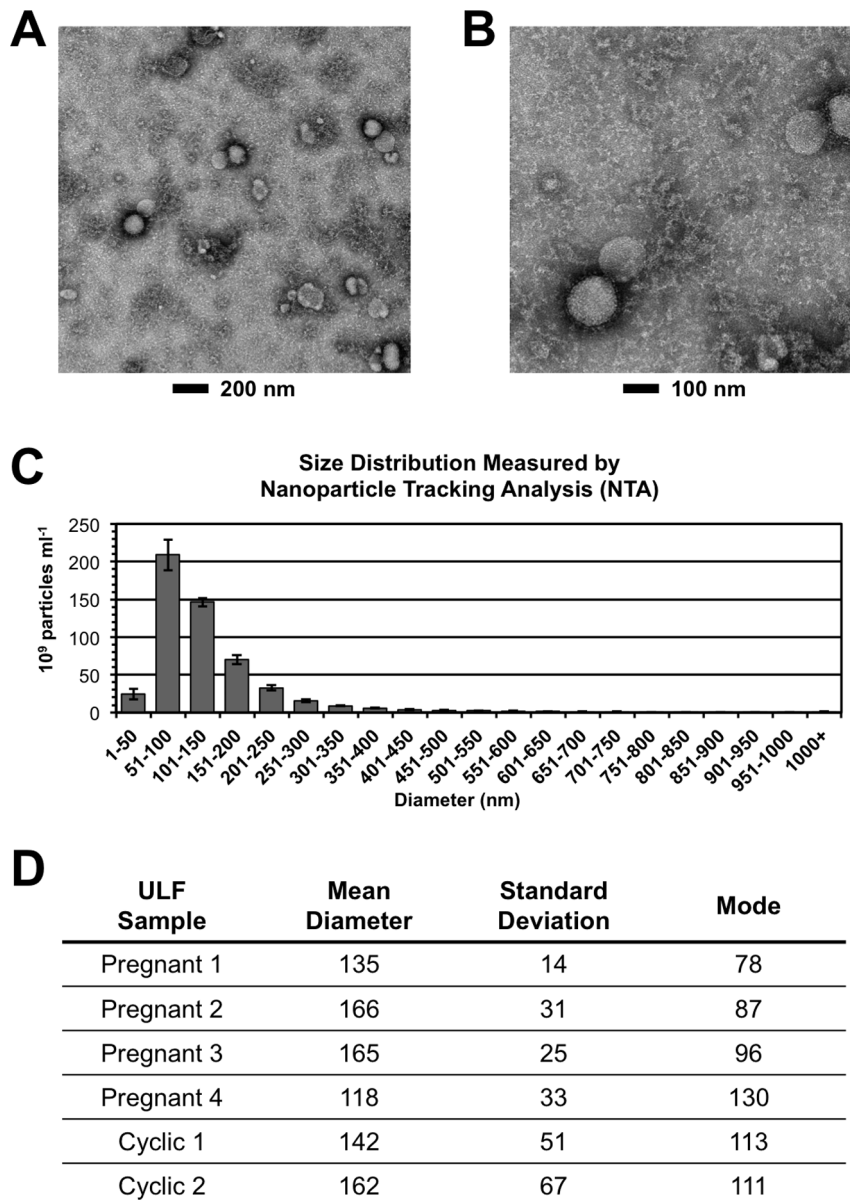 A
B
200 nm
100 nm
C
Size Distribution Measured by
Nanoparticle Tracking Analysis (NTA)
10⁹ particles ml⁻¹
250
200
150
100
50
0
1-50
51-100
101-150
151-200
201-250
251-300
301-350
351-400
401-450
451-500
501-550
551-600
601-650
651-700
701-750
751-800
801-850
851-900
901-950
951-1000
1000+
Diameter (nm)
D
ULF Sample Mean Diameter Standard Deviation Mode
Pregnant 1 135 14 78
Pregnant 2 166 31 87
Pregnant 3 165 25 96
Pregnant 4 118 33 130
Cyclic 1 142 51 113
Cyclic 2 162 67 111